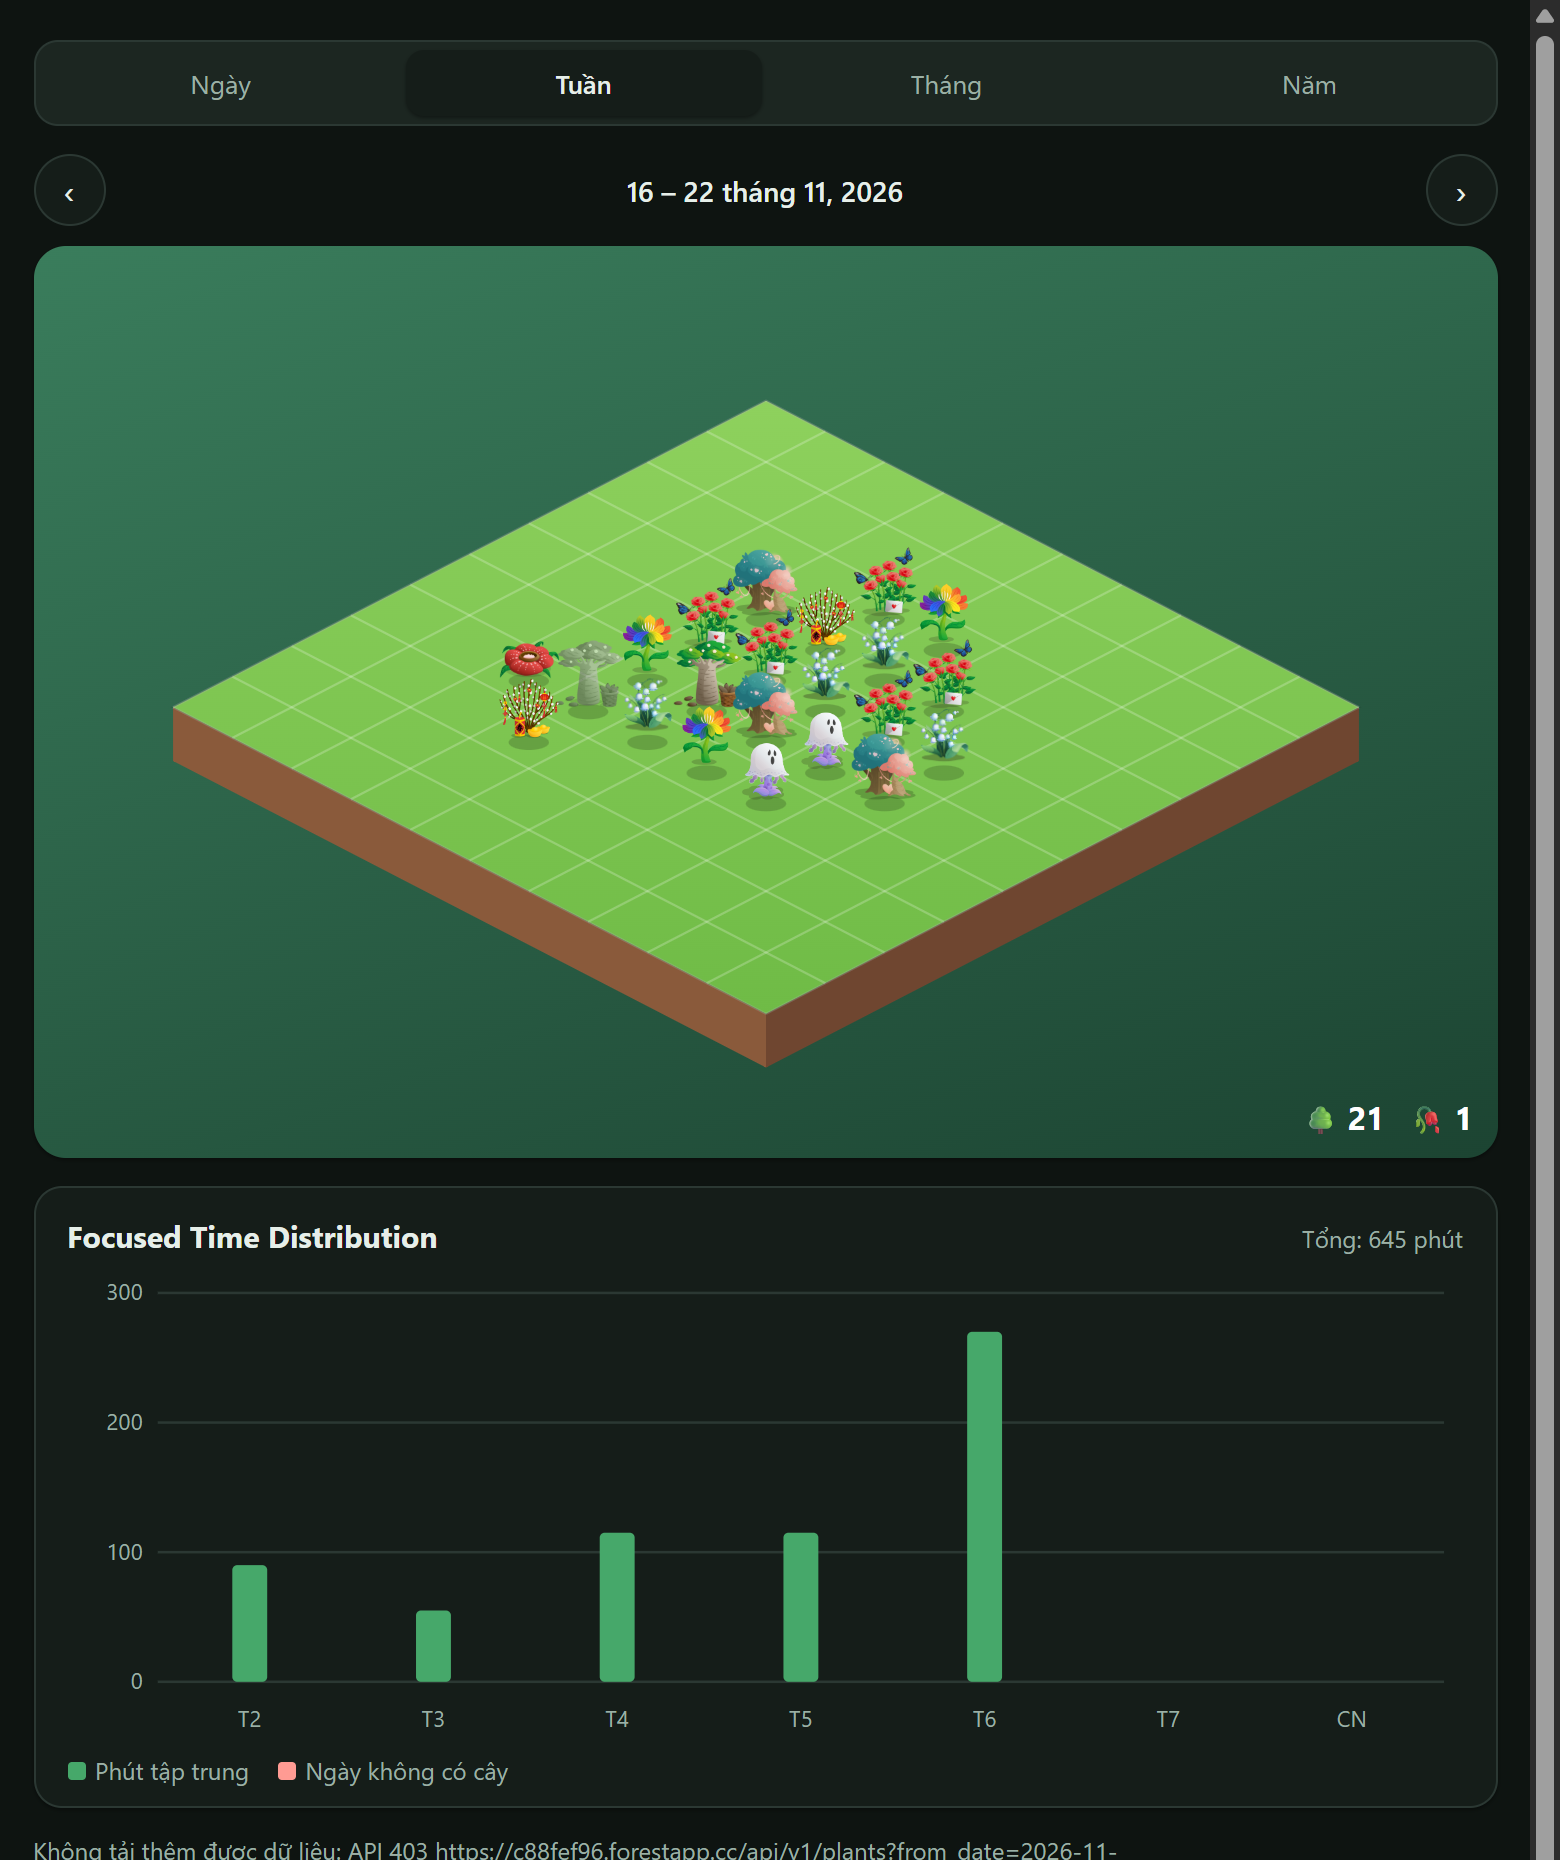 Ngày Tuần Tháng Năm
‹ 16 – 22 tháng 11, 2026 ›
21 1
Focused Time Distribution Tổng: 645 phút
300
200
100
0
T2 T3 T4 T5 T6 T7 CN
Phút tập trung Ngày không có cây
Không tải thêm được dữ liệu: API 403 https://c88fef96.forestapp.cc/api/v1/plants?from_date=2026-11-